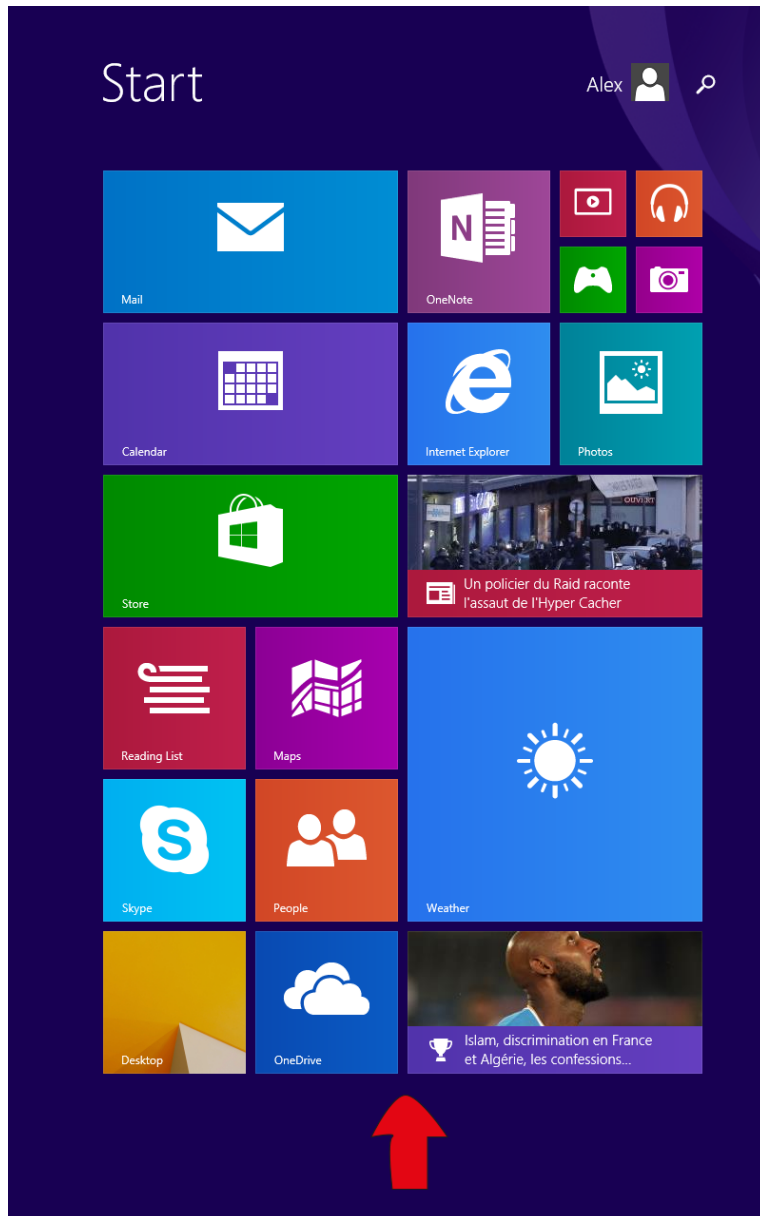 Start
Alex
Mail
N
OneNote
Calendar
Internet Explorer
Photos
Store
OUVERT
Un policier du Raid raconte
l'assaut de l'Hyper Cacher
Reading List
Maps
Weather
S
Skype
People
Desktop
OneDrive
Islam, discrimination en France
et Algérie, les confessions...